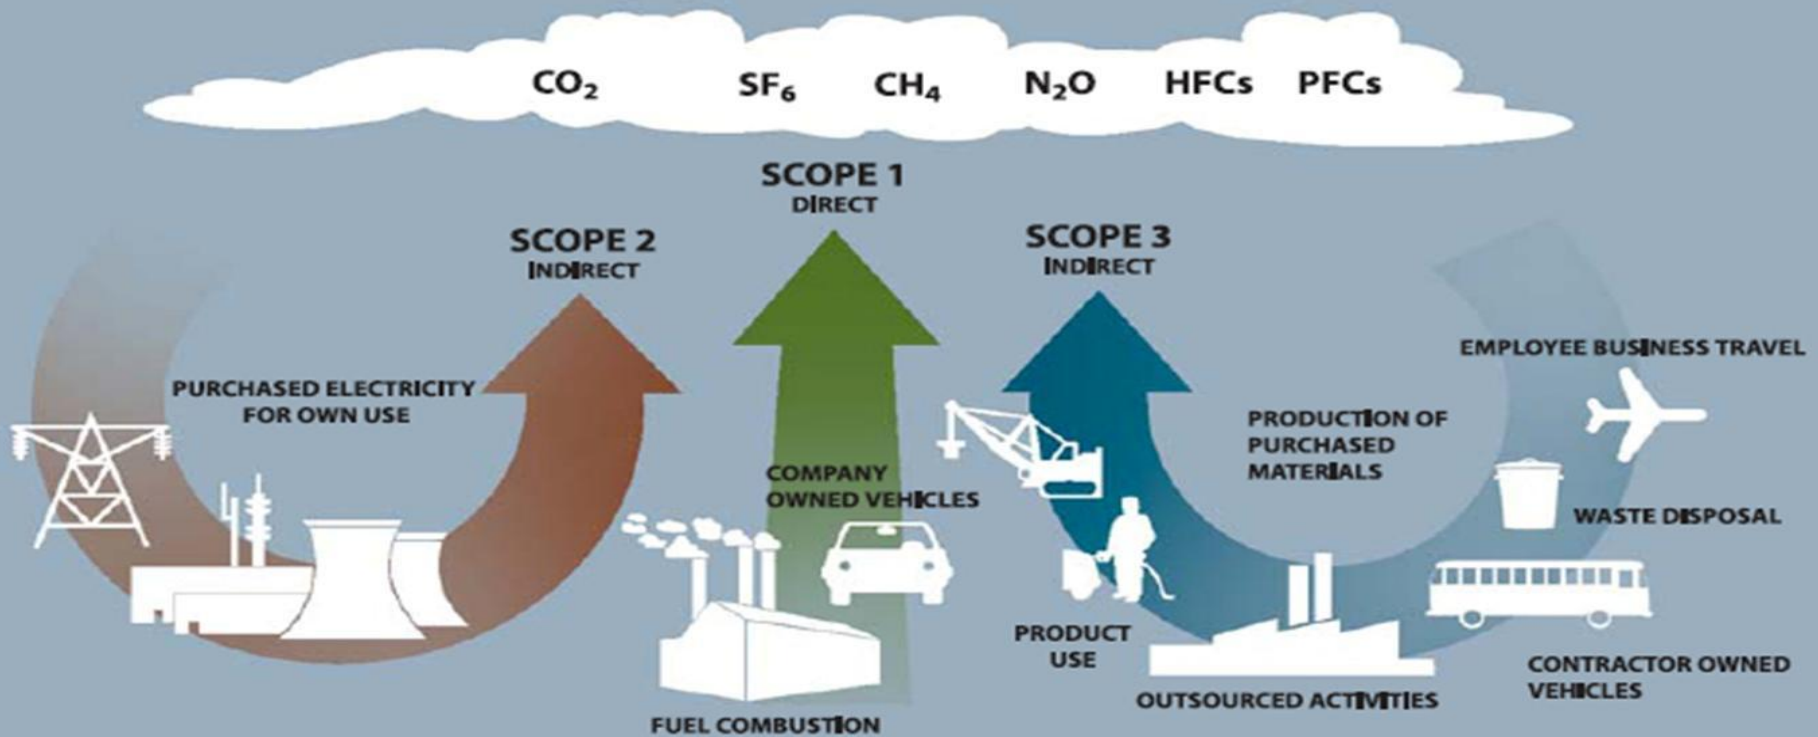 CO₂ SF₆ CH₄ N₂O HFCs PFCs
SCOPE 1
DIRECT
SCOPE 2
INDIRECT
SCOPE 3
INDIRECT
PURCHASED ELECTRICITY
FOR OWN USE
COMPANY
OWNED VEHICLES
FUEL COMBUSTION
PRODUCT
USE
PRODUCTION OF
PURCHASED
MATERIALS
OUTSOURCED ACTIVITIES
EMPLOYEE BUSINESS TRAVEL
WASTE DISPOSAL
CONTRACTOR OWNED
VEHICLES